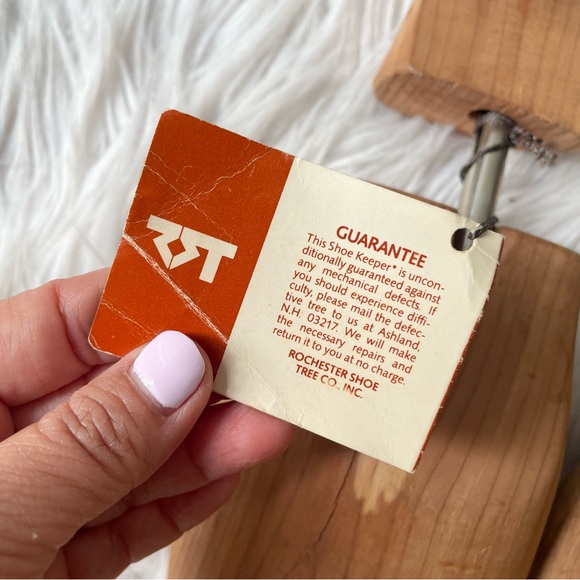 RST
GUARANTEE
This Shoe Keeper® is uncon-
ditionally guaranteed against
any mechanical defects. If
you should experience diffi-
culty, please mail the defec-
tive tree to us at Ashland,
N.H 03217. We will make
the necessary repairs and
return it to you at no charge.
ROCHESTER SHOE
TREE CO., INC.